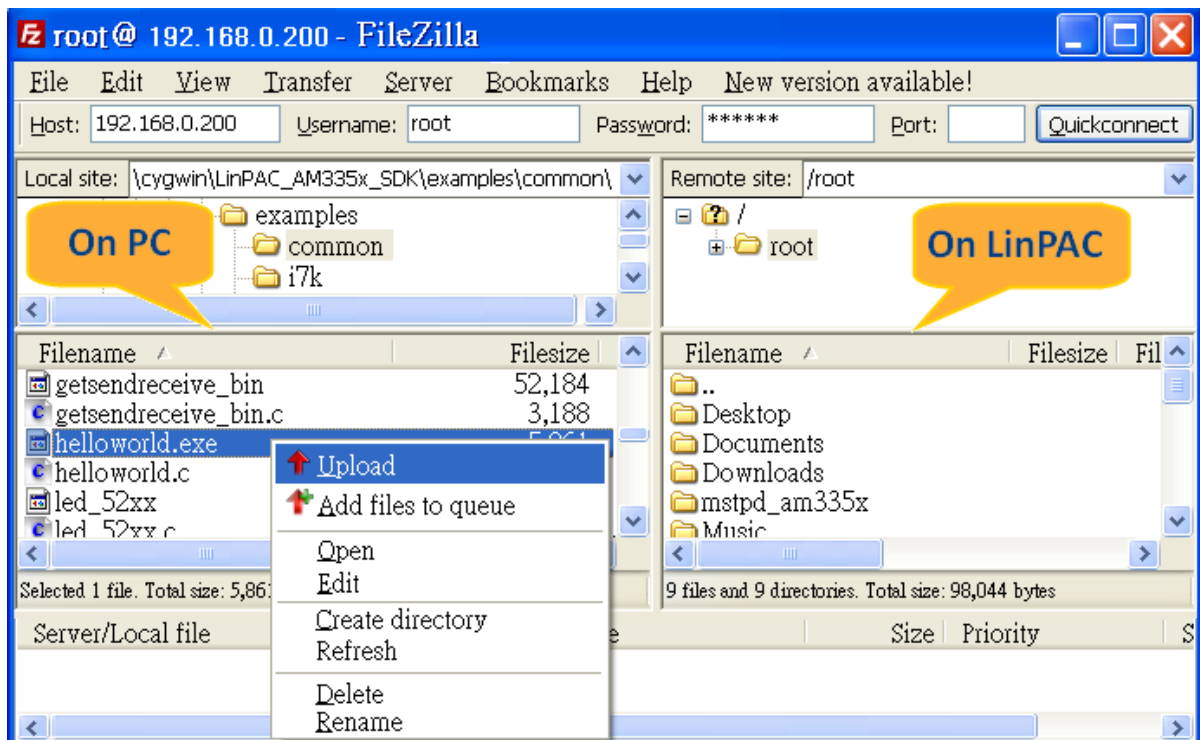 root@ 192.168.0.200 - FileZilla
File Edit View Transfer Server Bookmarks Help New version available!
Host: 192.168.0.200 Username: root Password: ****** Port: Quickconnect
Local site: \cygwin\LinPAC_AM335x_SDK\examples\common\ Remote site: /root
examples
common
i7k
On PC
/
root
On LinPAC
Filename Filesize
getsendreceive_bin 52,184
getsendreceive_bin.c 3,188
helloworld.exe 5,861
helloworld.c
led_52xx
led_52xx.c
Selected 1 file. Total size: 5,861
Filename Filesize Fil
..
Desktop
Documents
Downloads
mstpd_am335x
Music
9 files and 9 directories. Total size: 98,044 bytes
Upload
Add files to queue
Open
Edit
Create directory
Refresh
Delete
Rename
Server/Local file Size Priority S